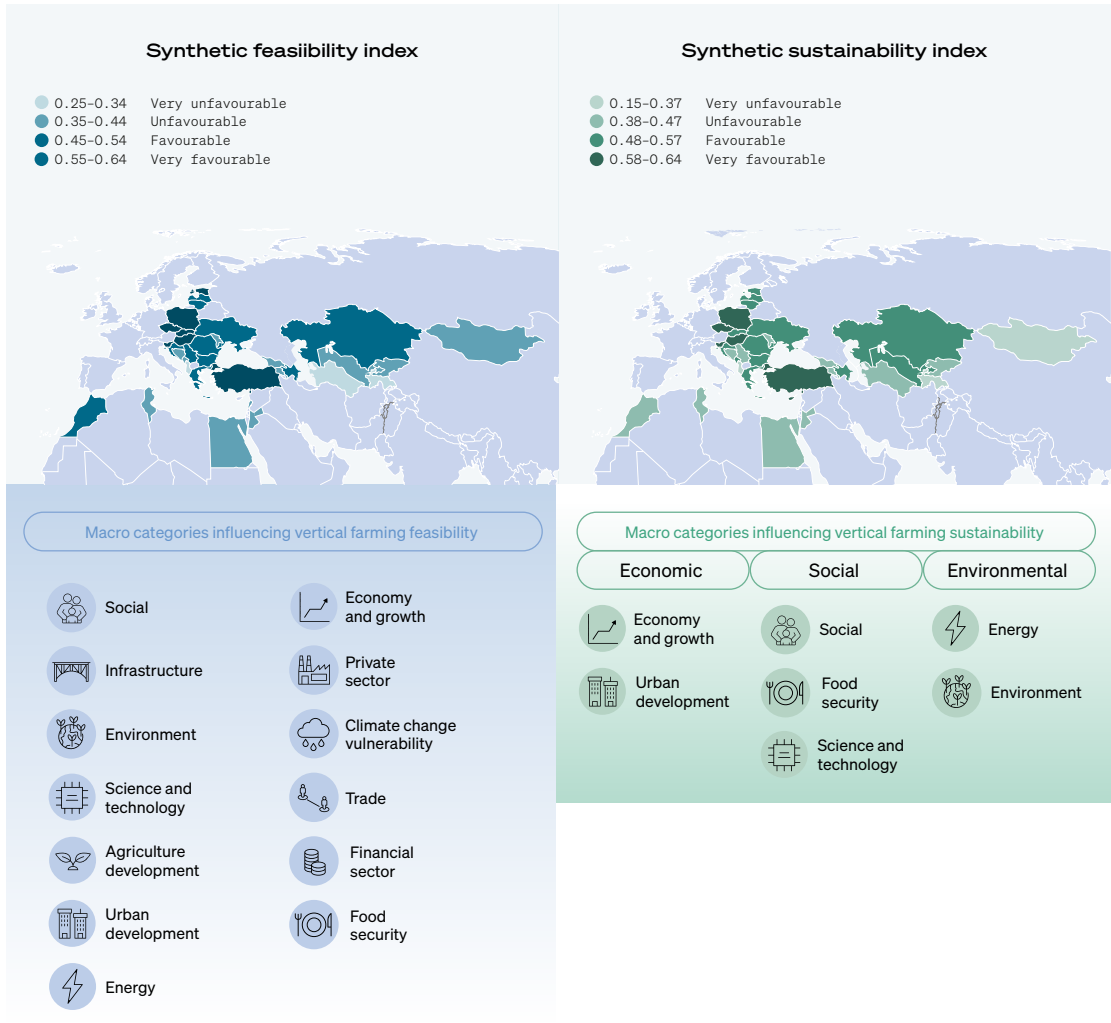 Synthetic feasiibility index
0.25–0.34 Very unfavourable
0.35–0.44 Unfavourable
0.45–0.54 Favourable
0.55–0.64 Very favourable
Synthetic sustainability index
0.15–0.37 Very unfavourable
0.38–0.47 Unfavourable
0.48–0.57 Favourable
0.58–0.64 Very favourable
Macro categories influencing vertical farming feasibility
Social
Infrastructure
Environment
Science and
technology
Agriculture
development
Urban
development
Energy
Economy
and growth
Private
sector
Climate change
vulnerability
Trade
Financial
sector
Food
security
Macro categories influencing vertical farming sustainability
Economic
Economy
and growth
Urban
development
Social
Social
Food
security
Science and
technology
Environmental
Energy
Environment